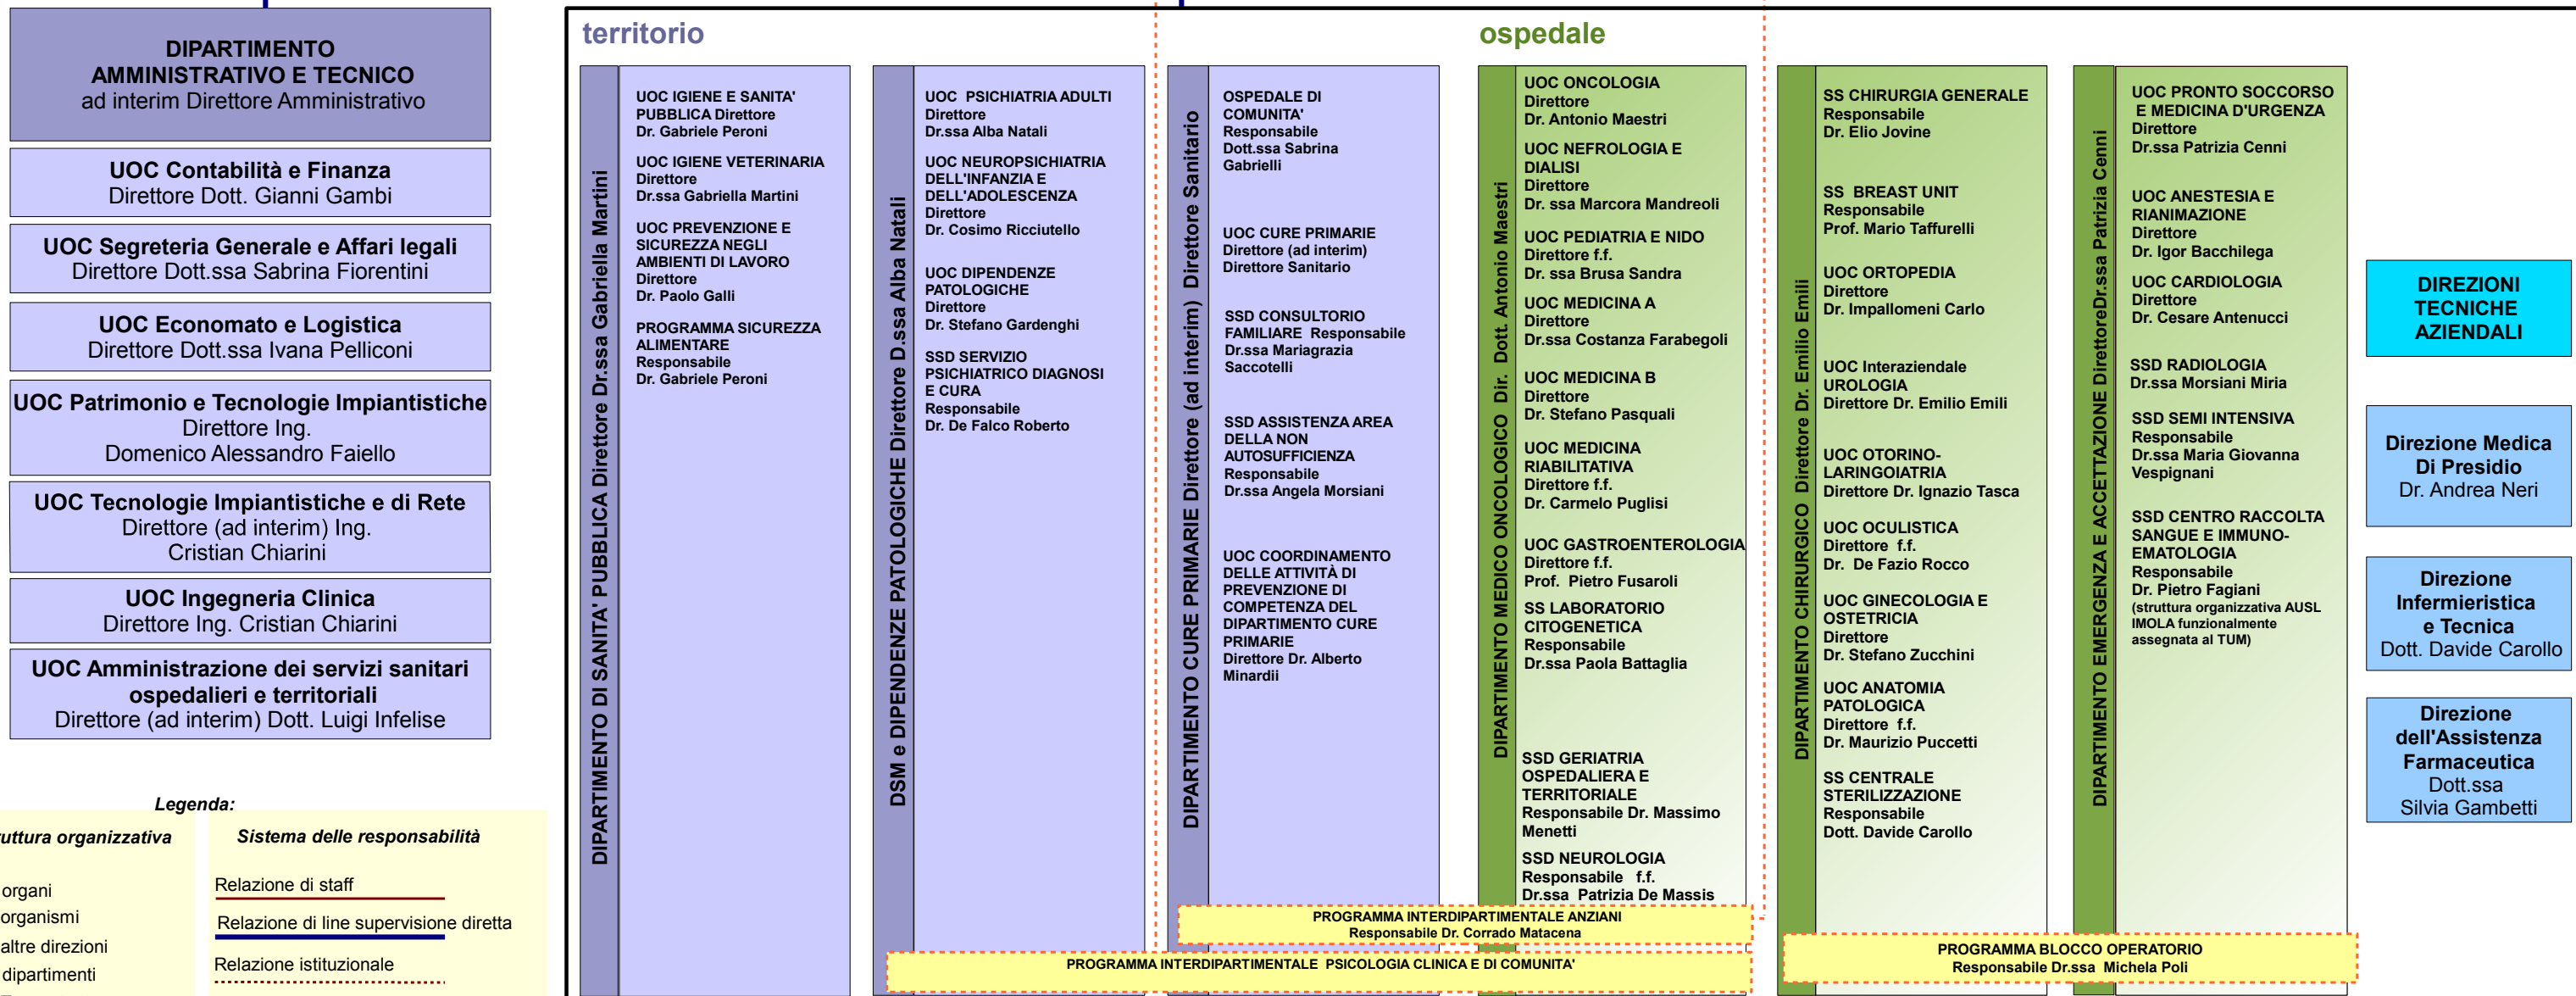 DIPARTIMENTO
AMMINISTRATIVO E TECNICO
ad interim Direttore Amministrativo
UOC Contabilità e Finanza
Direttore Dott. Gianni Gambi
UOC Segreteria Generale e Affari legali
Direttore Dott.ssa Sabrina Fiorentini
UOC Economato e Logistica
Direttore Dott.ssa Ivana Pelliconi
UOC Patrimonio e Tecnologie Impiantistiche
Direttore Ing.
Domenico Alessandro Faiello
UOC Tecnologie Impiantistiche e di Rete
Direttore (ad interim) Ing.
Cristian Chiarini
UOC Ingegneria Clinica
Direttore Ing. Cristian Chiarini
UOC Amministrazione dei servizi sanitari
ospedalieri e territoriali
Direttore (ad interim) Dott. Luigi Infelise
Legenda:
ruttura organizzativa
organi
organismi
altre direzioni
dipartimenti
Sistema delle responsabilità
Relazione di staff
Relazione di line supervisione diretta
Relazione istituzionale
territorio
DIPARTIMENTO DI SANITA' PUBBLICA Direttore Dr.ssa Gabriella Martini
UOC IGIENE E SANITA'
PUBBLICA Direttore
Dr. Gabriele Peroni
UOC IGIENE VETERINARIA
Direttore
Dr.ssa Gabriella Martini
UOC PREVENZIONE E
SICUREZZA NEGLI
AMBIENTI DI LAVORO
Direttore
Dr. Paolo Galli
PROGRAMMA SICUREZZA
ALIMENTARE
Responsabile
Dr. Gabriele Peroni
DSM e DIPENDENZE PATOLOGICHE Direttore D.ssa Alba Natali
UOC PSICHIATRIA ADULTI
Direttore
Dr.ssa Alba Natali
UOC NEUROPSICHIATRIA
DELL'INFANZIA E
DELL'ADOLESCENZA
Direttore
Dr. Cosimo Ricciutello
UOC DIPENDENZE
PATOLOGICHE
Direttore
Dr. Stefano Gardenghi
SSD SERVIZIO
PSICHIATRICO DIAGNOSI
E CURA
Responsabile
Dr. De Falco Roberto
DIPARTIMENTO CURE PRIMARIE Direttore (ad interim) Direttore Sanitario
OSPEDALE DI
COMUNITA'
Responsabile
Dott.ssa Sabrina
Gabrielli
UOC CURE PRIMARIE
Direttore (ad interim)
Direttore Sanitario
SSD CONSULTORIO
FAMILIARE Responsabile
Dr.ssa Mariagrazia
Saccotelli
SSD ASSISTENZA AREA
DELLA NON
AUTOSUFFICIENZA
Responsabile
Dr.ssa Angela Morsiani
UOC COORDINAMENTO
DELLE ATTIVITÀ DI
PREVENZIONE DI
COMPETENZA DEL
DIPARTIMENTO CURE
PRIMARIE
Direttore Dr. Alberto
Minardii
ospedale
DIPARTIMENTO MEDICO ONCOLOGICO Dir. Dott. Antonio Maestri
UOC ONCOLOGIA
Direttore
Dr. Antonio Maestri
UOC NEFROLOGIA E
DIALISI
Direttore
Dr. ssa Marcora Mandreoli
UOC PEDIATRIA E NIDO
Direttore f.f.
Dr. ssa Brusa Sandra
UOC MEDICINA A
Direttore
Dr.ssa Costanza Farabegoli
UOC MEDICINA B
Direttore
Dr. Stefano Pasquali
UOC MEDICINA
RIABILITATIVA
Direttore f.f.
Dr. Carmelo Puglisi
UOC GASTROENTEROLOGIA
Direttore f.f.
Prof. Pietro Fusaroli
SS LABORATORIO
CITOGENETICA
Responsabile
Dr.ssa Paola Battaglia
SSD GERIATRIA
OSPEDALIERA E
TERRITORIALE
Responsabile Dr. Massimo
Menetti
SSD NEUROLOGIA
Responsabile f.f.
Dr.ssa Patrizia De Massis
DIPARTIMENTO CHIRURGICO Direttore Dr. Emilio Emili
SS CHIRURGIA GENERALE
Responsabile
Dr. Elio Jovine
SS BREAST UNIT
Responsabile
Prof. Mario Taffurelli
UOC ORTOPEDIA
Direttore
Dr. Impallomeni Carlo
UOC Interaziendale
UROLOGIA
Direttore Dr. Emilio Emili
UOC OTORINO-
LARINGOIATRIA
Direttore Dr. Ignazio Tasca
UOC OCULISTICA
Direttore f.f.
Dr. De Fazio Rocco
UOC GINECOLOGIA E
OSTETRICIA
Direttore
Dr. Stefano Zucchini
UOC ANATOMIA
PATOLOGICA
Direttore f.f.
Dr. Maurizio Puccetti
SS CENTRALE
STERILIZZAZIONE
Responsabile
Dott. Davide Carollo
DIPARTIMENTO EMERGENZA E ACCETTAZIONE DirettoreDr.ssa Patrizia Cenni
UOC PRONTO SOCCORSO
E MEDICINA D'URGENZA
Direttore
Dr.ssa Patrizia Cenni
UOC ANESTESIA E
RIANIMAZIONE
Direttore
Dr. Igor Bacchilega
UOC CARDIOLOGIA
Direttore
Dr. Cesare Antenucci
SSD RADIOLOGIA
Dr.ssa Morsiani Miria
SSD SEMI INTENSIVA
Responsabile
Dr.ssa Maria Giovanna
Vespignani
SSD CENTRO RACCOLTA
SANGUE E IMMUNO-
EMATOLOGIA
Responsabile
Dr. Pietro Fagiani
(struttura organizzativa AUSL
IMOLA funzionalmente
assegnata al TUM)
PROGRAMMA INTERDIPARTIMENTALE ANZIANI
Responsabile Dr. Corrado Matacena
PROGRAMMA INTERDIPARTIMENTALE PSICOLOGIA CLINICA E DI COMUNITA'
PROGRAMMA BLOCCO OPERATORIO
Responsabile Dr.ssa Michela Poli
DIREZIONI
TECNICHE
AZIENDALI
Direzione Medica
Di Presidio
Dr. Andrea Neri
Direzione
Infermieristica
e Tecnica
Dott. Davide Carollo
Direzione
dell'Assistenza
Farmaceutica
Dott.ssa
Silvia Gambetti